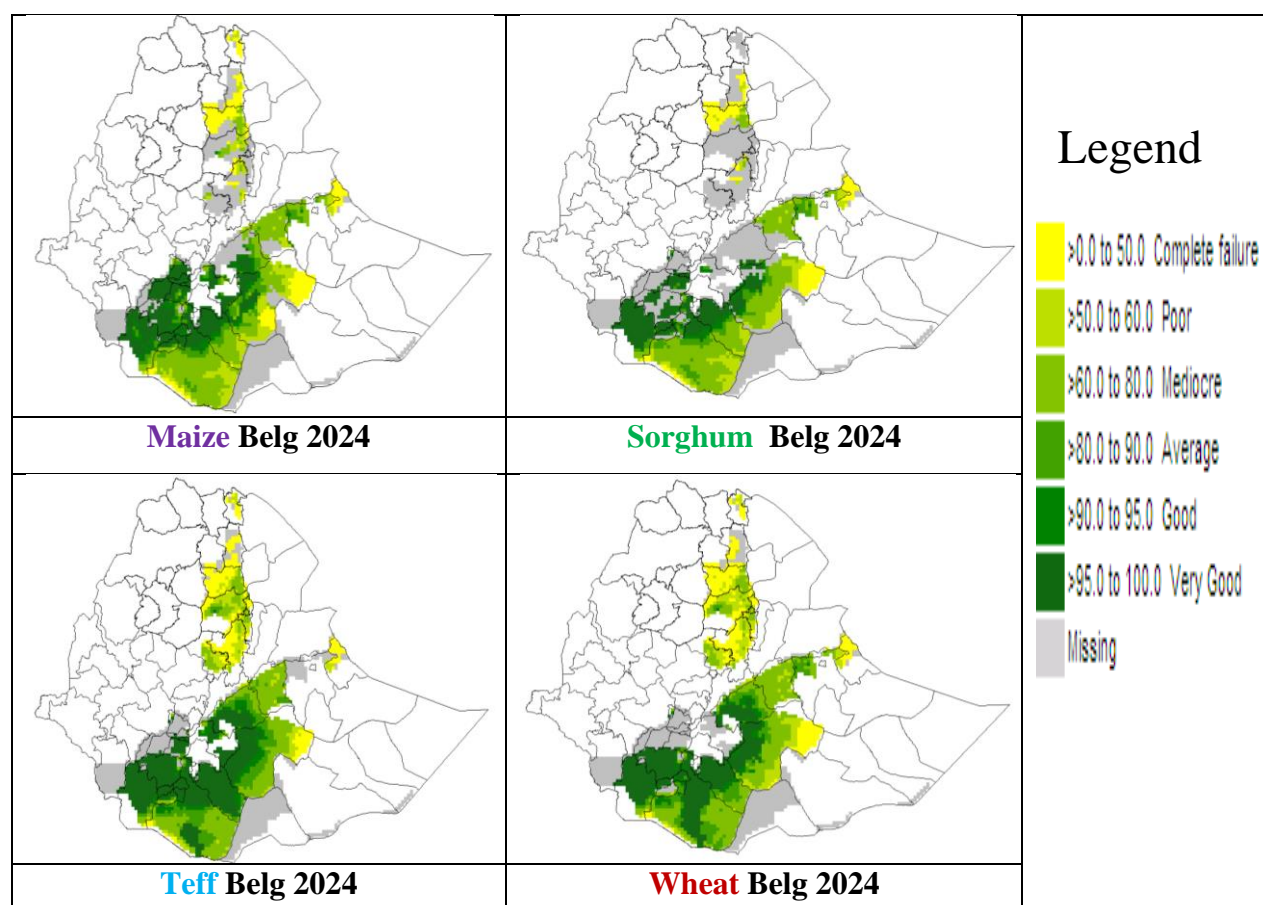 Maize Belg 2024
Sorghum Belg 2024
Teff Belg 2024
Wheat Belg 2024
Legend
>0.0 to 50.0 Complete failure
>50.0 to 60.0 Poor
>60.0 to 80.0 Mediocre
>80.0 to 90.0 Average
>90.0 to 95.0 Good
>95.0 to 100.0 Very Good
Missing